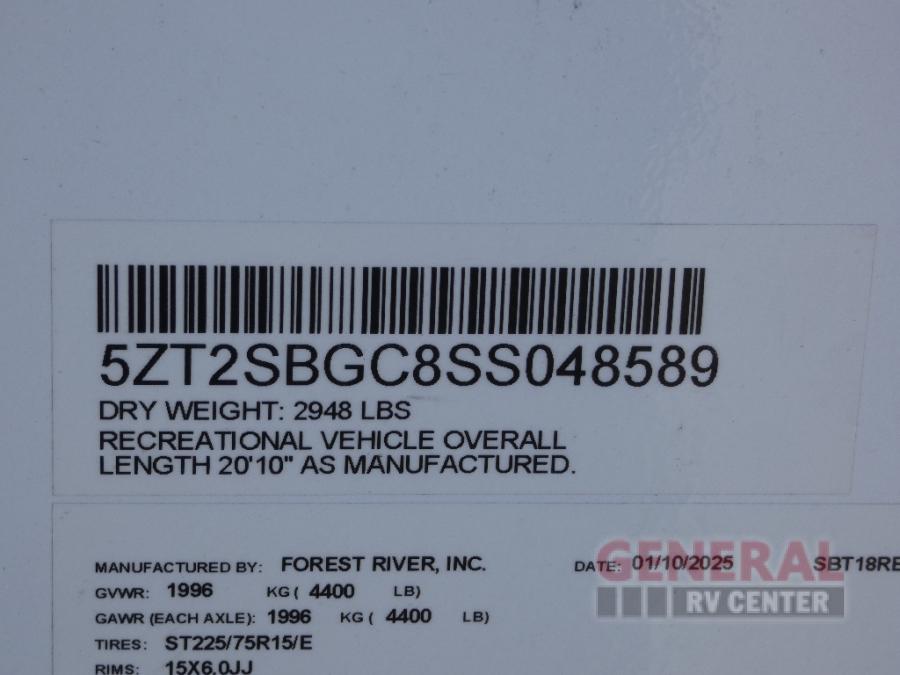 5ZT2SBGC8SS048589
DRY WEIGHT: 2948 LBS
RECREATIONAL VEHICLE OVERALL
LENGTH 20'10" AS MANUFACTURED.
MANUFACTURED BY: FOREST RIVER, INC. DATE: 01/10/2025 SBT18RE
GVWR: 1996 KG ( 4400 LB)
GAWR (EACH AXLE): 1996 KG ( 4400 LB)
TIRES: ST225/75R15/E
RIMS: 15X6.0JJ
GENERAL
RV CENTER